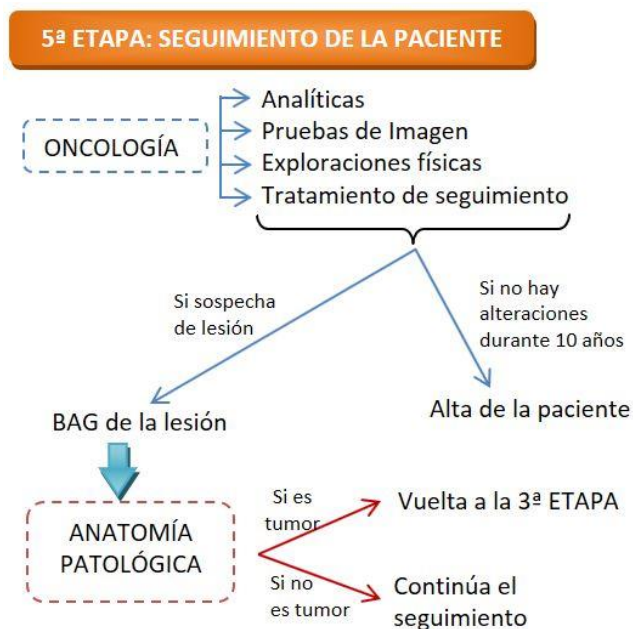 5ª ETAPA: SEGUIMIENTO DE LA PACIENTE
ONCOLOGÍA
Analíticas
Pruebas de Imagen
Exploraciones físicas
Tratamiento de seguimiento
Si sospecha
de lesión
Si no hay
alteraciones
durante 10 años
BAG de la lesión
Alta de la paciente
ANATOMÍA
PATOLÓGICA
Si es
tumor
Vuelta a la 3ª ETAPA
Si no
es tumor
Continúa el
seguimiento